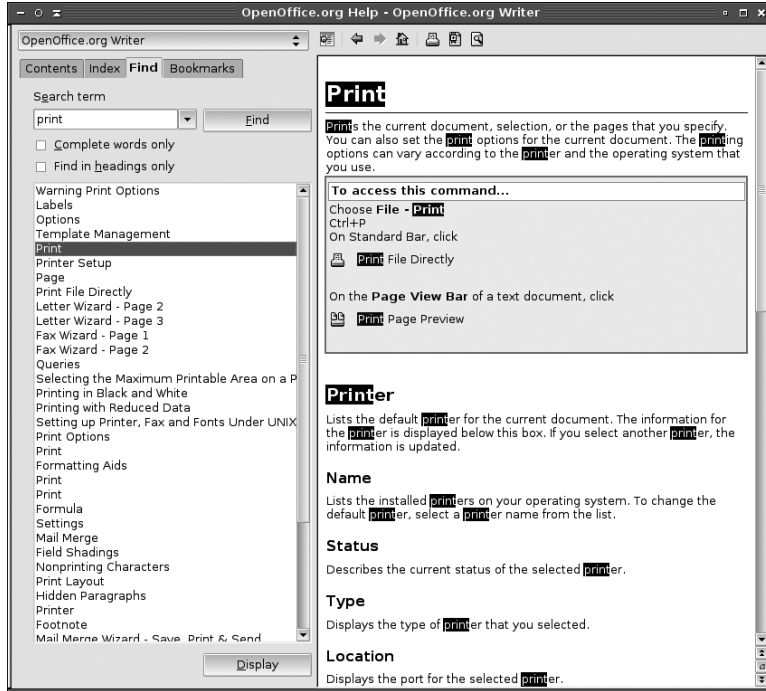 OpenOffice.org Help - OpenOffice.org Writer
OpenOffice.org Writer
Contents Index Find Bookmarks
Search term
print
Find
Complete words only
Find in headings only
Warning Print Options
Labels
Options
Template Management
Print
Printer Setup
Page
Print File Directly
Letter Wizard - Page 2
Letter Wizard - Page 3
Fax Wizard - Page 1
Fax Wizard - Page 2
Queries
Selecting the Maximum Printable Area on a P
Printing in Black and White
Printing with Reduced Data
Setting up Printer, Fax and Fonts Under UNIX
Print Options
Print
Formatting Aids
Print
Print
Formula
Settings
Mail Merge
Field Shadings
Nonprinting Characters
Print Layout
Hidden Paragraphs
Printer
Footnote
Mail Merge Wizard - Save, Print & Send
Display
Print
Prints the current document, selection, or the pages that you specify.
You can also set the print options for the current document. The printing
options can vary according to the printer and the operating system that
you use.
To access this command...
Choose File - Print
Ctrl+P
On Standard Bar, click
Print File Directly
On the Page View Bar of a text document, click
Print Page Preview
Printer
Lists the default printer for the current document. The information for
the printer is displayed below this box. If you select another printer, the
information is updated.
Name
Lists the installed printers on your operating system. To change the
default printer, select a printer name from the list.
Status
Describes the current status of the selected printer.
Type
Displays the type of printer that you selected.
Location
Displays the port for the selected printer.